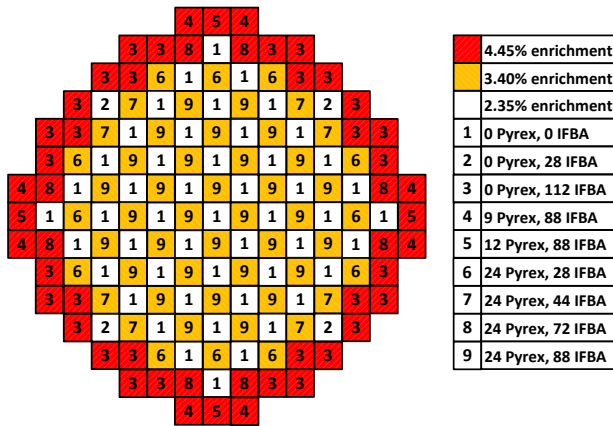 4 5 4
3 3 8 1 8 3 3
3 3 6 1 6 1 6 3 3
3 2 7 1 9 1 9 1 7 2 3
3 3 7 1 9 1 9 1 9 1 7 3 3
3 6 1 9 1 9 1 9 1 9 1 6 3
4 8 1 9 1 9 1 9 1 9 1 9 1 8 4
5 1 6 1 9 1 9 1 9 1 9 1 6 1 5
4 8 1 9 1 9 1 9 1 9 1 9 1 8 4
3 6 1 9 1 9 1 9 1 9 1 6 3
3 3 7 1 9 1 9 1 9 1 7 3 3
3 2 7 1 9 1 9 1 7 2 3
3 3 6 1 6 1 6 3 3
3 3 8 1 8 3 3
4 5 4
4.45% enrichment
3.40% enrichment
2.35% enrichment
1 0 Pyrex, 0 IFBA
2 0 Pyrex, 28 IFBA
3 0 Pyrex, 112 IFBA
4 9 Pyrex, 88 IFBA
5 12 Pyrex, 88 IFBA
6 24 Pyrex, 28 IFBA
7 24 Pyrex, 44 IFBA
8 24 Pyrex, 72 IFBA
9 24 Pyrex, 88 IFBA